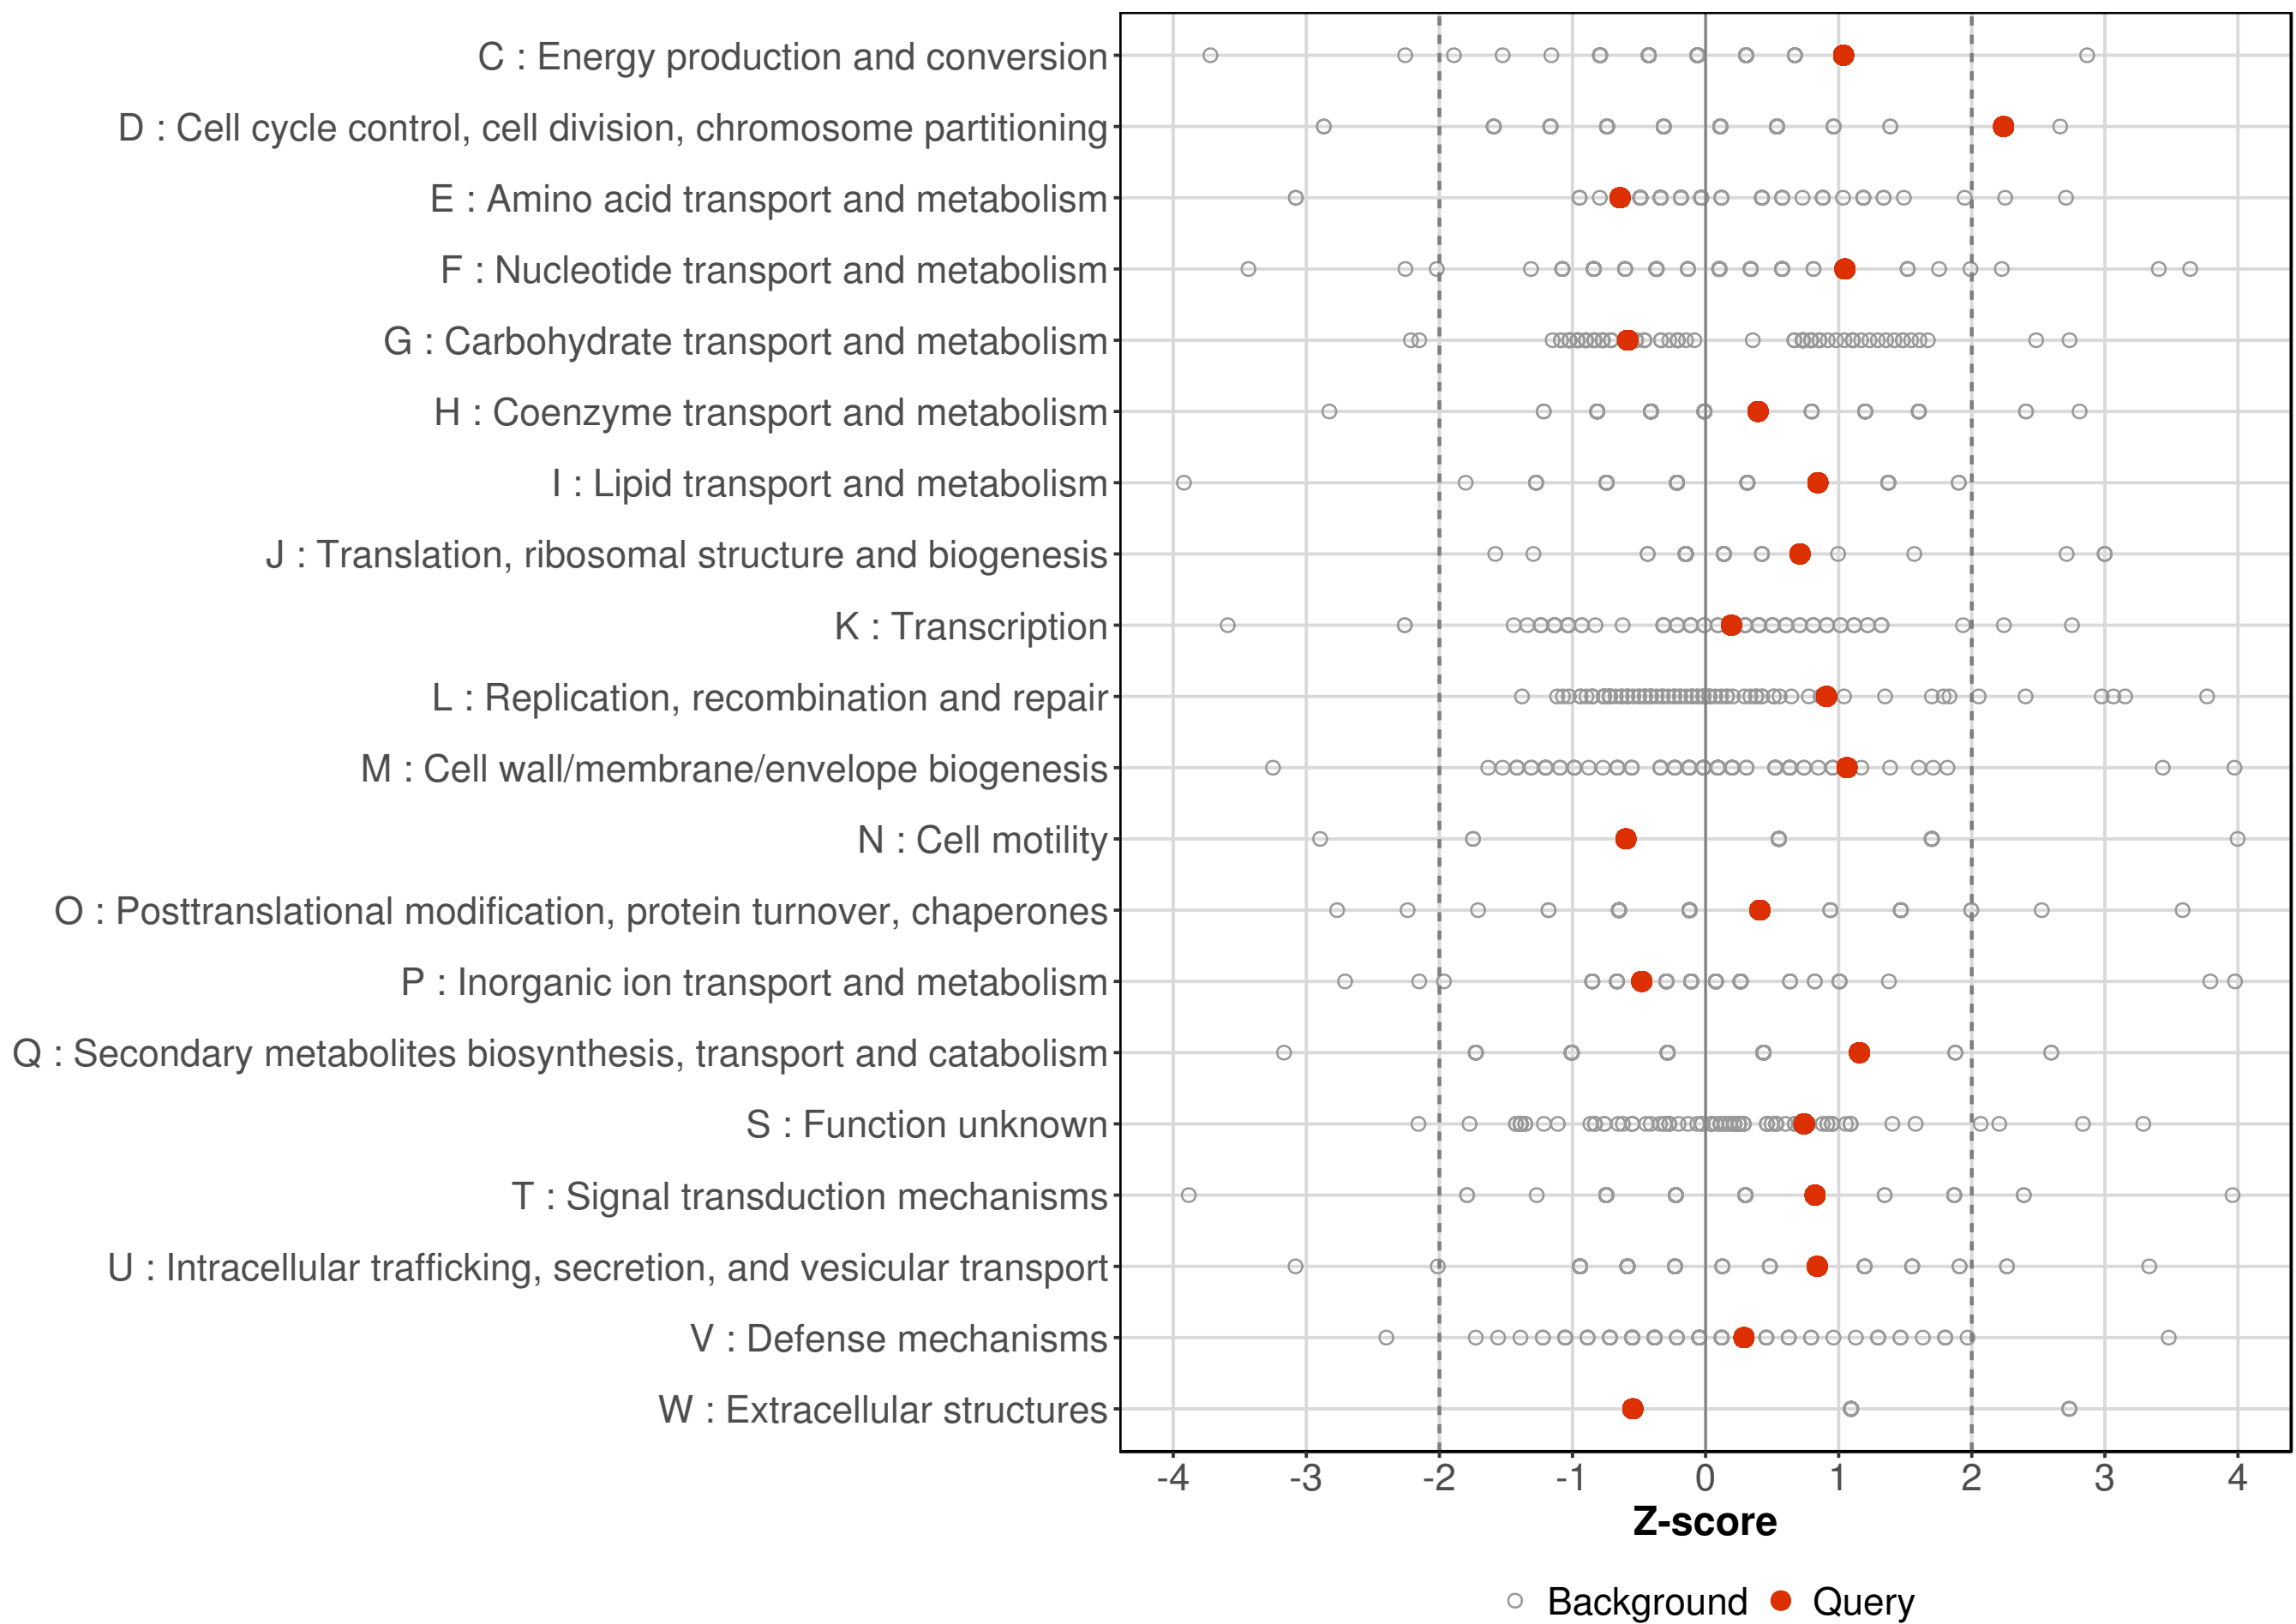 C : Energy production and conversion
D : Cell cycle control, cell division, chromosome partitioning
E : Amino acid transport and metabolism
F : Nucleotide transport and metabolism
G : Carbohydrate transport and metabolism
H : Coenzyme transport and metabolism
I : Lipid transport and metabolism
J : Translation, ribosomal structure and biogenesis
K : Transcription
L : Replication, recombination and repair
M : Cell wall/membrane/envelope biogenesis
N : Cell motility
O : Posttranslational modification, protein turnover, chaperones
P : Inorganic ion transport and metabolism
Q : Secondary metabolites biosynthesis, transport and catabolism
S : Function unknown
T : Signal transduction mechanisms
U : Intracellular trafficking, secretion, and vesicular transport
V : Defense mechanisms
W : Extracellular structures
-4 -3 -2 -1 0 1 2 3 4
Z-score
Background Query